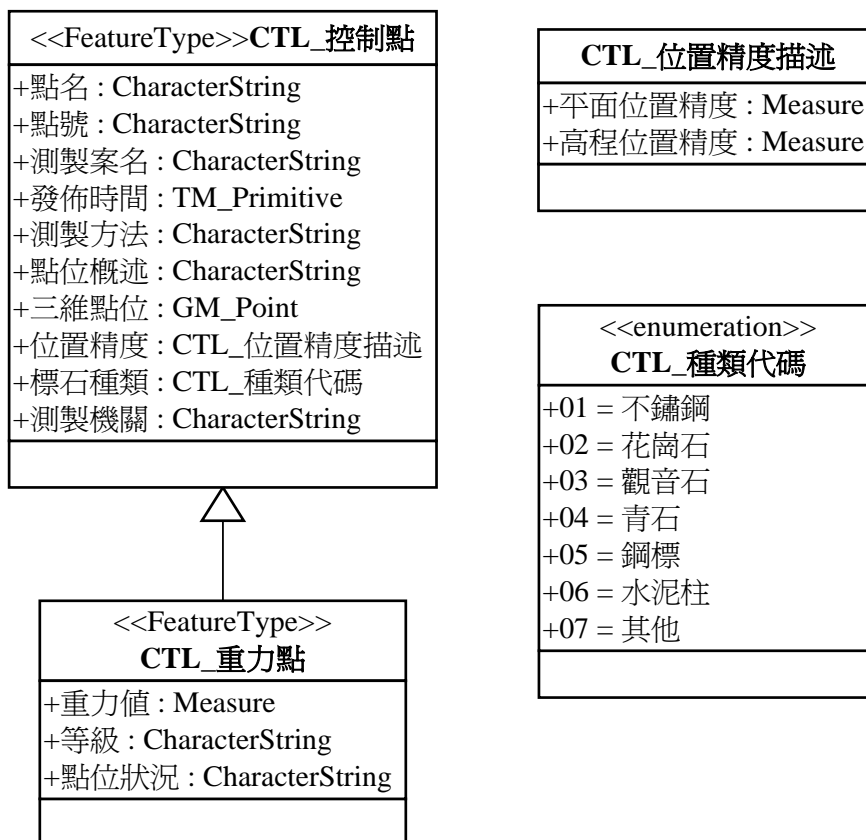 <<FeatureType>>CTL_控制點
+點名 : CharacterString
+點號 : CharacterString
+測製案名 : CharacterString
+發佈時間 : TM_Primitive
+測製方法 : CharacterString
+點位概述 : CharacterString
+三維點位 : GM_Point
+位置精度 : CTL_位置精度描述
+標石種類 : CTL_種類代碼
+測製機關 : CharacterString
<<FeatureType>>
CTL_重力點
+重力值 : Measure
+等級 : CharacterString
+點位狀況 : CharacterString
CTL_位置精度描述
+平面位置精度 : Measure
+高程位置精度 : Measure
<<enumeration>>
CTL_種類代碼
+01 = 不鏽鋼
+02 = 花崗石
+03 = 觀音石
+04 = 青石
+05 = 鋼標
+06 = 水泥柱
+07 = 其他